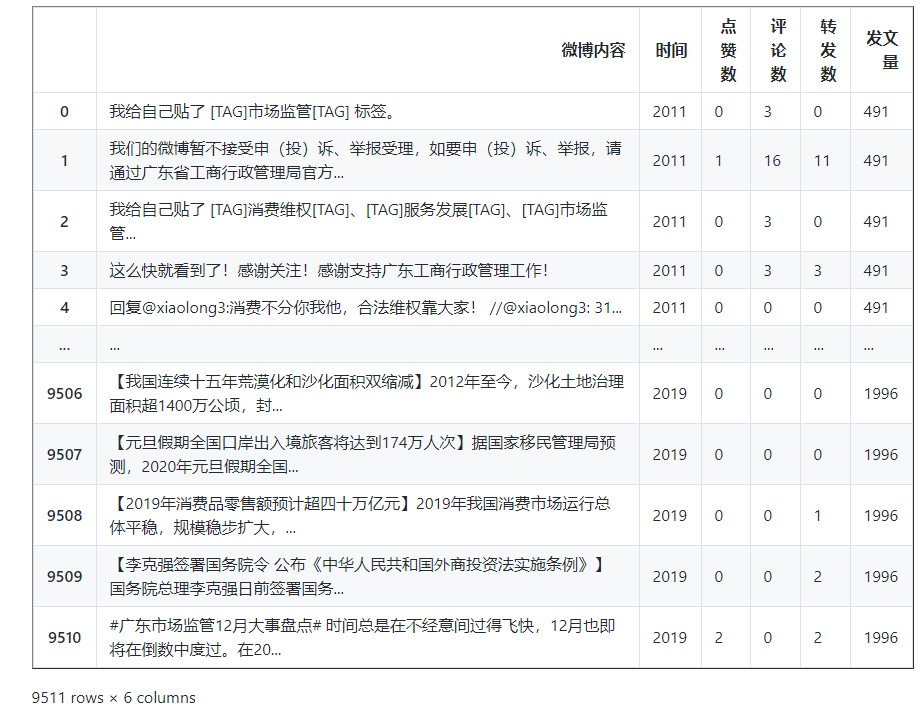 微博内容 时间 点赞数 评论数 转发数 发文量
0 我给自己贴了 [TAG]市场监管[TAG] 标签。 2011 0 3 0 491
1 我们的微博暂不接受申（投）诉、举报受理，如要申（投）诉、举报，请
通过广东省工商行政管理局官方... 2011 1 16 11 491
2 我给自己贴了 [TAG]消费维权[TAG]、[TAG]服务发展[TAG]、[TAG]市场监
管... 2011 0 3 0 491
3 这么快就看到了！感谢关注！感谢支持广东工商行政管理工作！ 2011 0 3 3 491
4 回复@xiaolong3:消费不分你我他，合法维权靠大家！ //@xiaolong3: 31... 2011 0 0 0 491
... ... ... ... ... ... ...
9506 【我国连续十五年荒漠化和沙化面积双缩减】2012年至今，沙化土地治理
面积超1400万公顷，封... 2019 0 0 0 1996
9507 【元旦假期全国口岸出入境旅客将达到174万人次】据国家移民管理局预
测，2020年元旦假期全国... 2019 0 0 0 1996
9508 【2019年消费品零售额预计超四十万亿元】2019年我国消费市场运行总
体平稳，规模稳步扩大，... 2019 0 0 1 1996
9509 【李克强签署国务院令 公布《中华人民共和国外商投资法实施条例》】
国务院总理李克强日前签署国务... 2019 0 0 2 1996
9510 #广东市场监管12月大事盘点# 时间总是在不经意间过得飞快，12月也即
将在倒数中度过。在20... 2019 2 0 2 1996
9511 rows × 6 columns